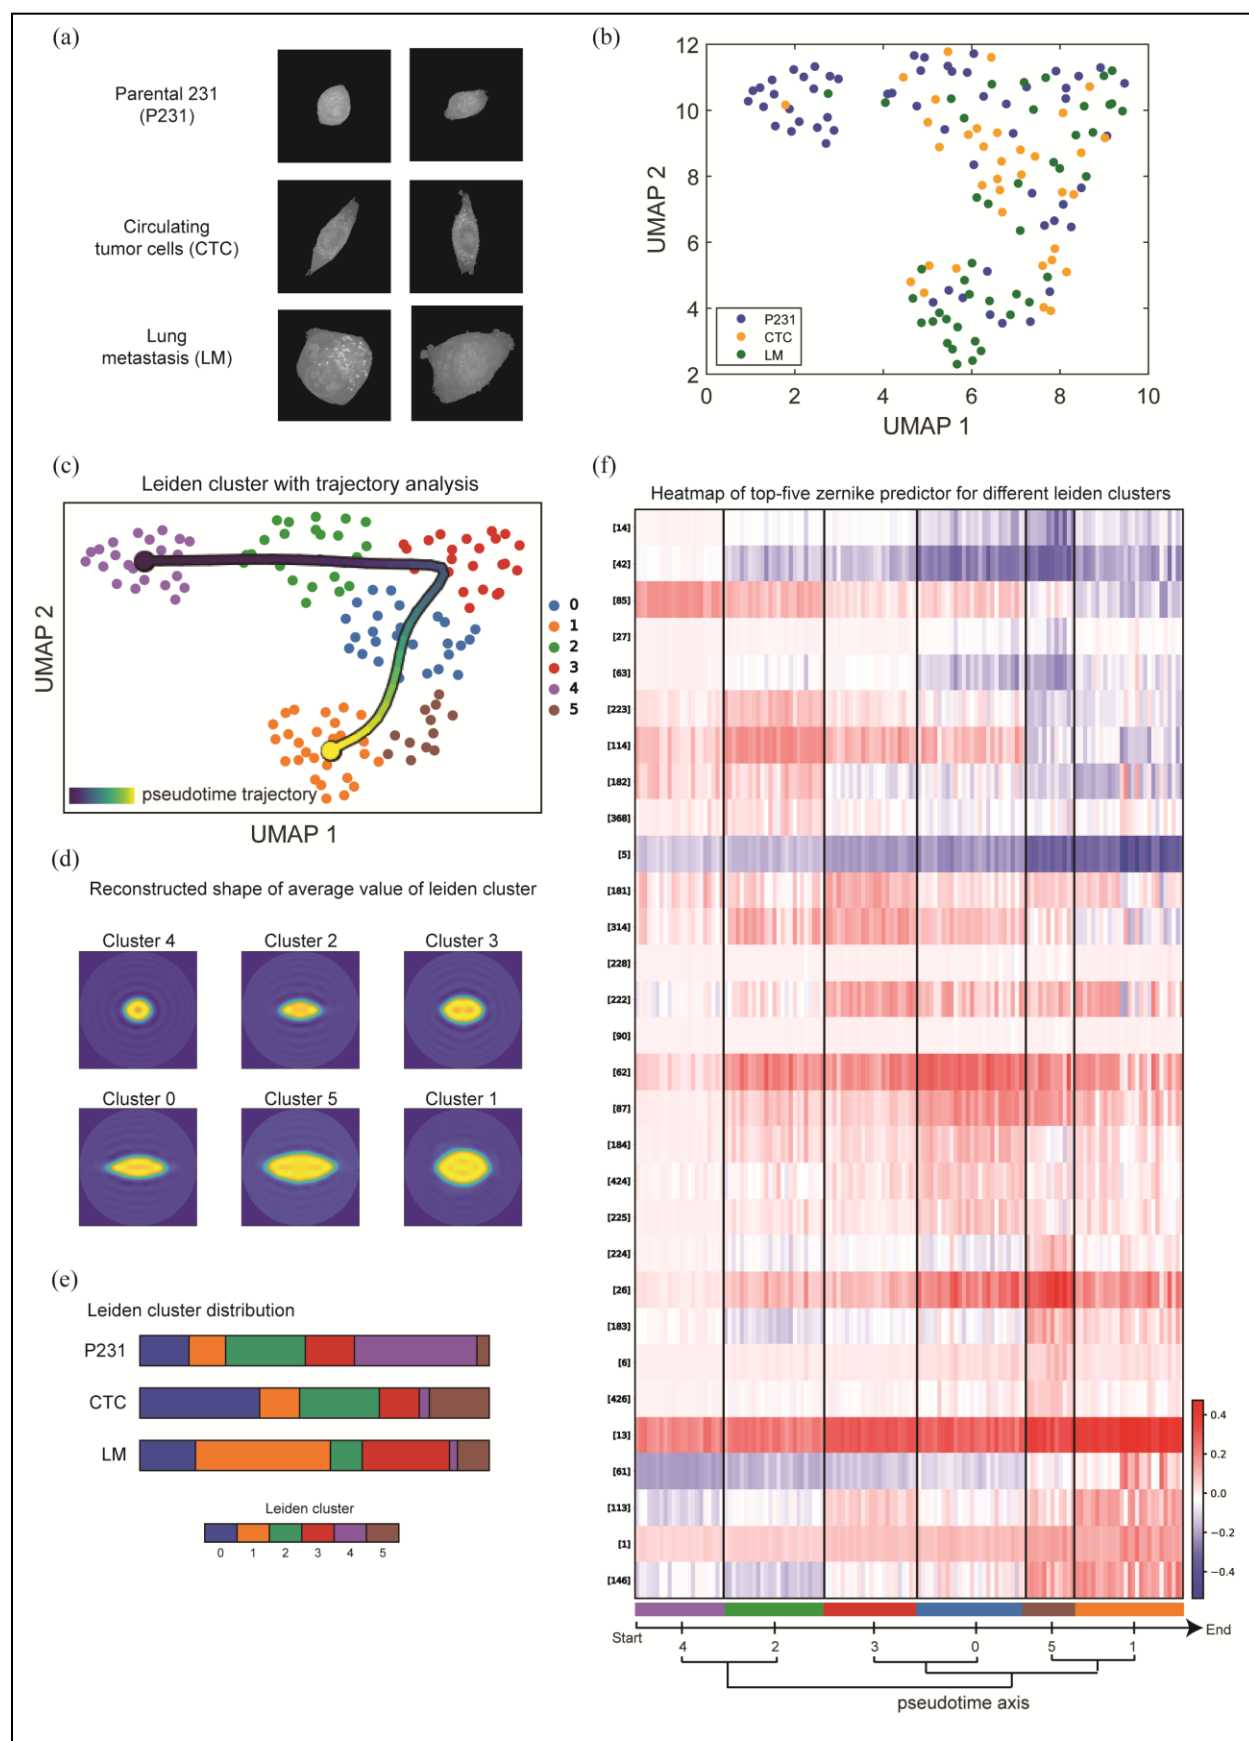 (a)
Parental 231
(P231)
Circulating
tumor cells (CTC)
Lung
metastasis (LM)
(b)
12
10
8
6
4
2
0
2
4
6
8
10
UMAP 2
UMAP 1
P231
CTC
LM
(c)
Leiden cluster with trajectory analysis
UMAP 2
UMAP 1
pseudotime trajectory
0
1
2
3
4
5
(d)
Reconstructed shape of average value of leiden cluster
Cluster 4
Cluster 2
Cluster 3
Cluster 0
Cluster 5
Cluster 1
(e)
Leiden cluster distribution
P231
CTC
LM
Leiden cluster
0
1
2
3
4
5
(f)
Heatmap of top-five zernike predictor for different leiden clusters
[14]
[42]
[85]
[27]
[63]
[223]
[114]
[182]
[368]
[5]
[181]
[314]
[228]
[222]
[90]
[62]
[87]
[184]
[424]
[225]
[224]
[26]
[183]
[6]
[426]
[13]
[61]
[113]
[1]
[146]
0.4
0.2
0.0
−0.2
−0.4
Start
End
4
2
3
0
5
1
pseudotime axis